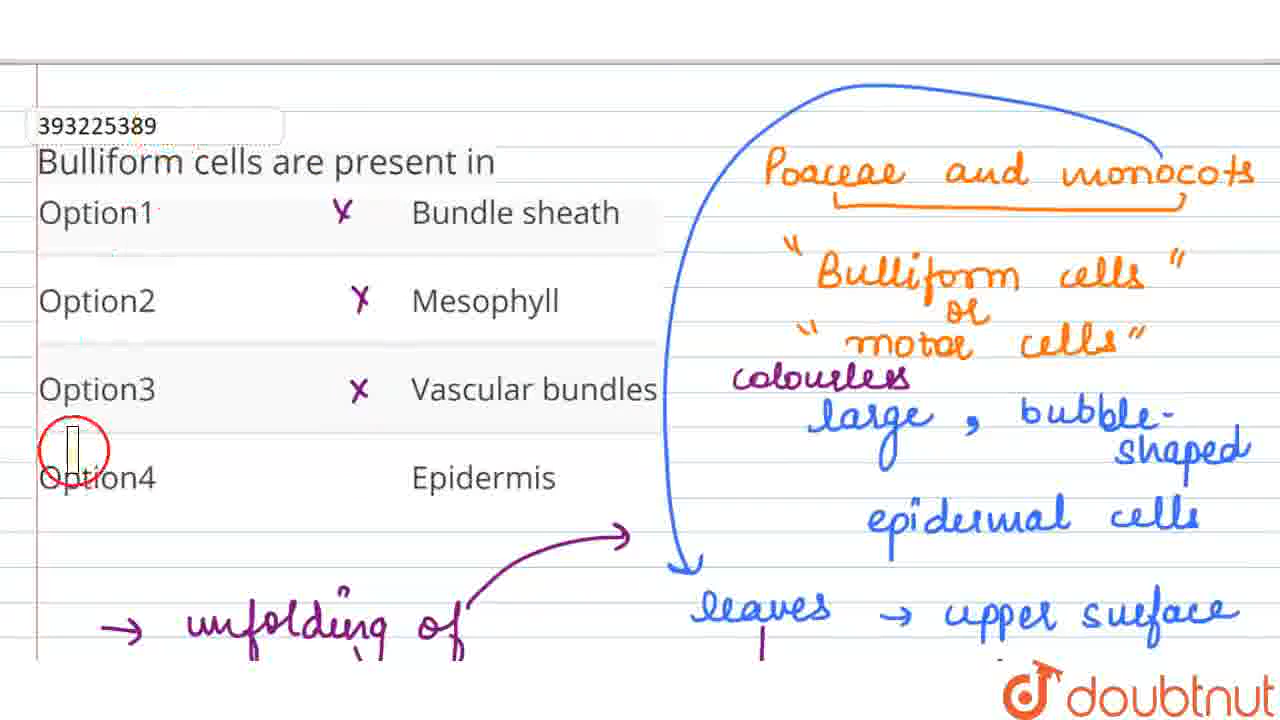 393225389
Bulliform cells are present in
Option1 x Bundle sheath
Option2 x Mesophyll
Option3 x Vascular bundles
Option4 Epidermis
Poaceae and monocots
"Bulliform cells"
or
"motor cells"
colourless
large, bubble-
shaped
epidermal cells
leaves → upper surface
→ unfolding of
doubtnut